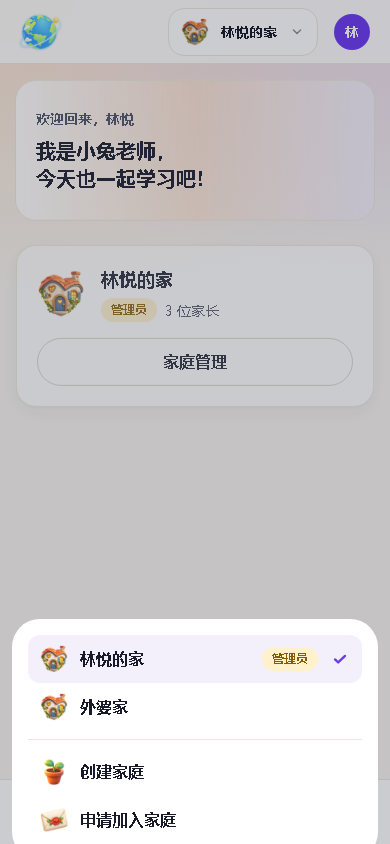 林悦的家
林
欢迎回来，林悦
我是小兔老师，
今天也一起学习吧！
林悦的家
管理员
3 位家长
家庭管理
林悦的家
管理员
外婆家
创建家庭
申请加入家庭